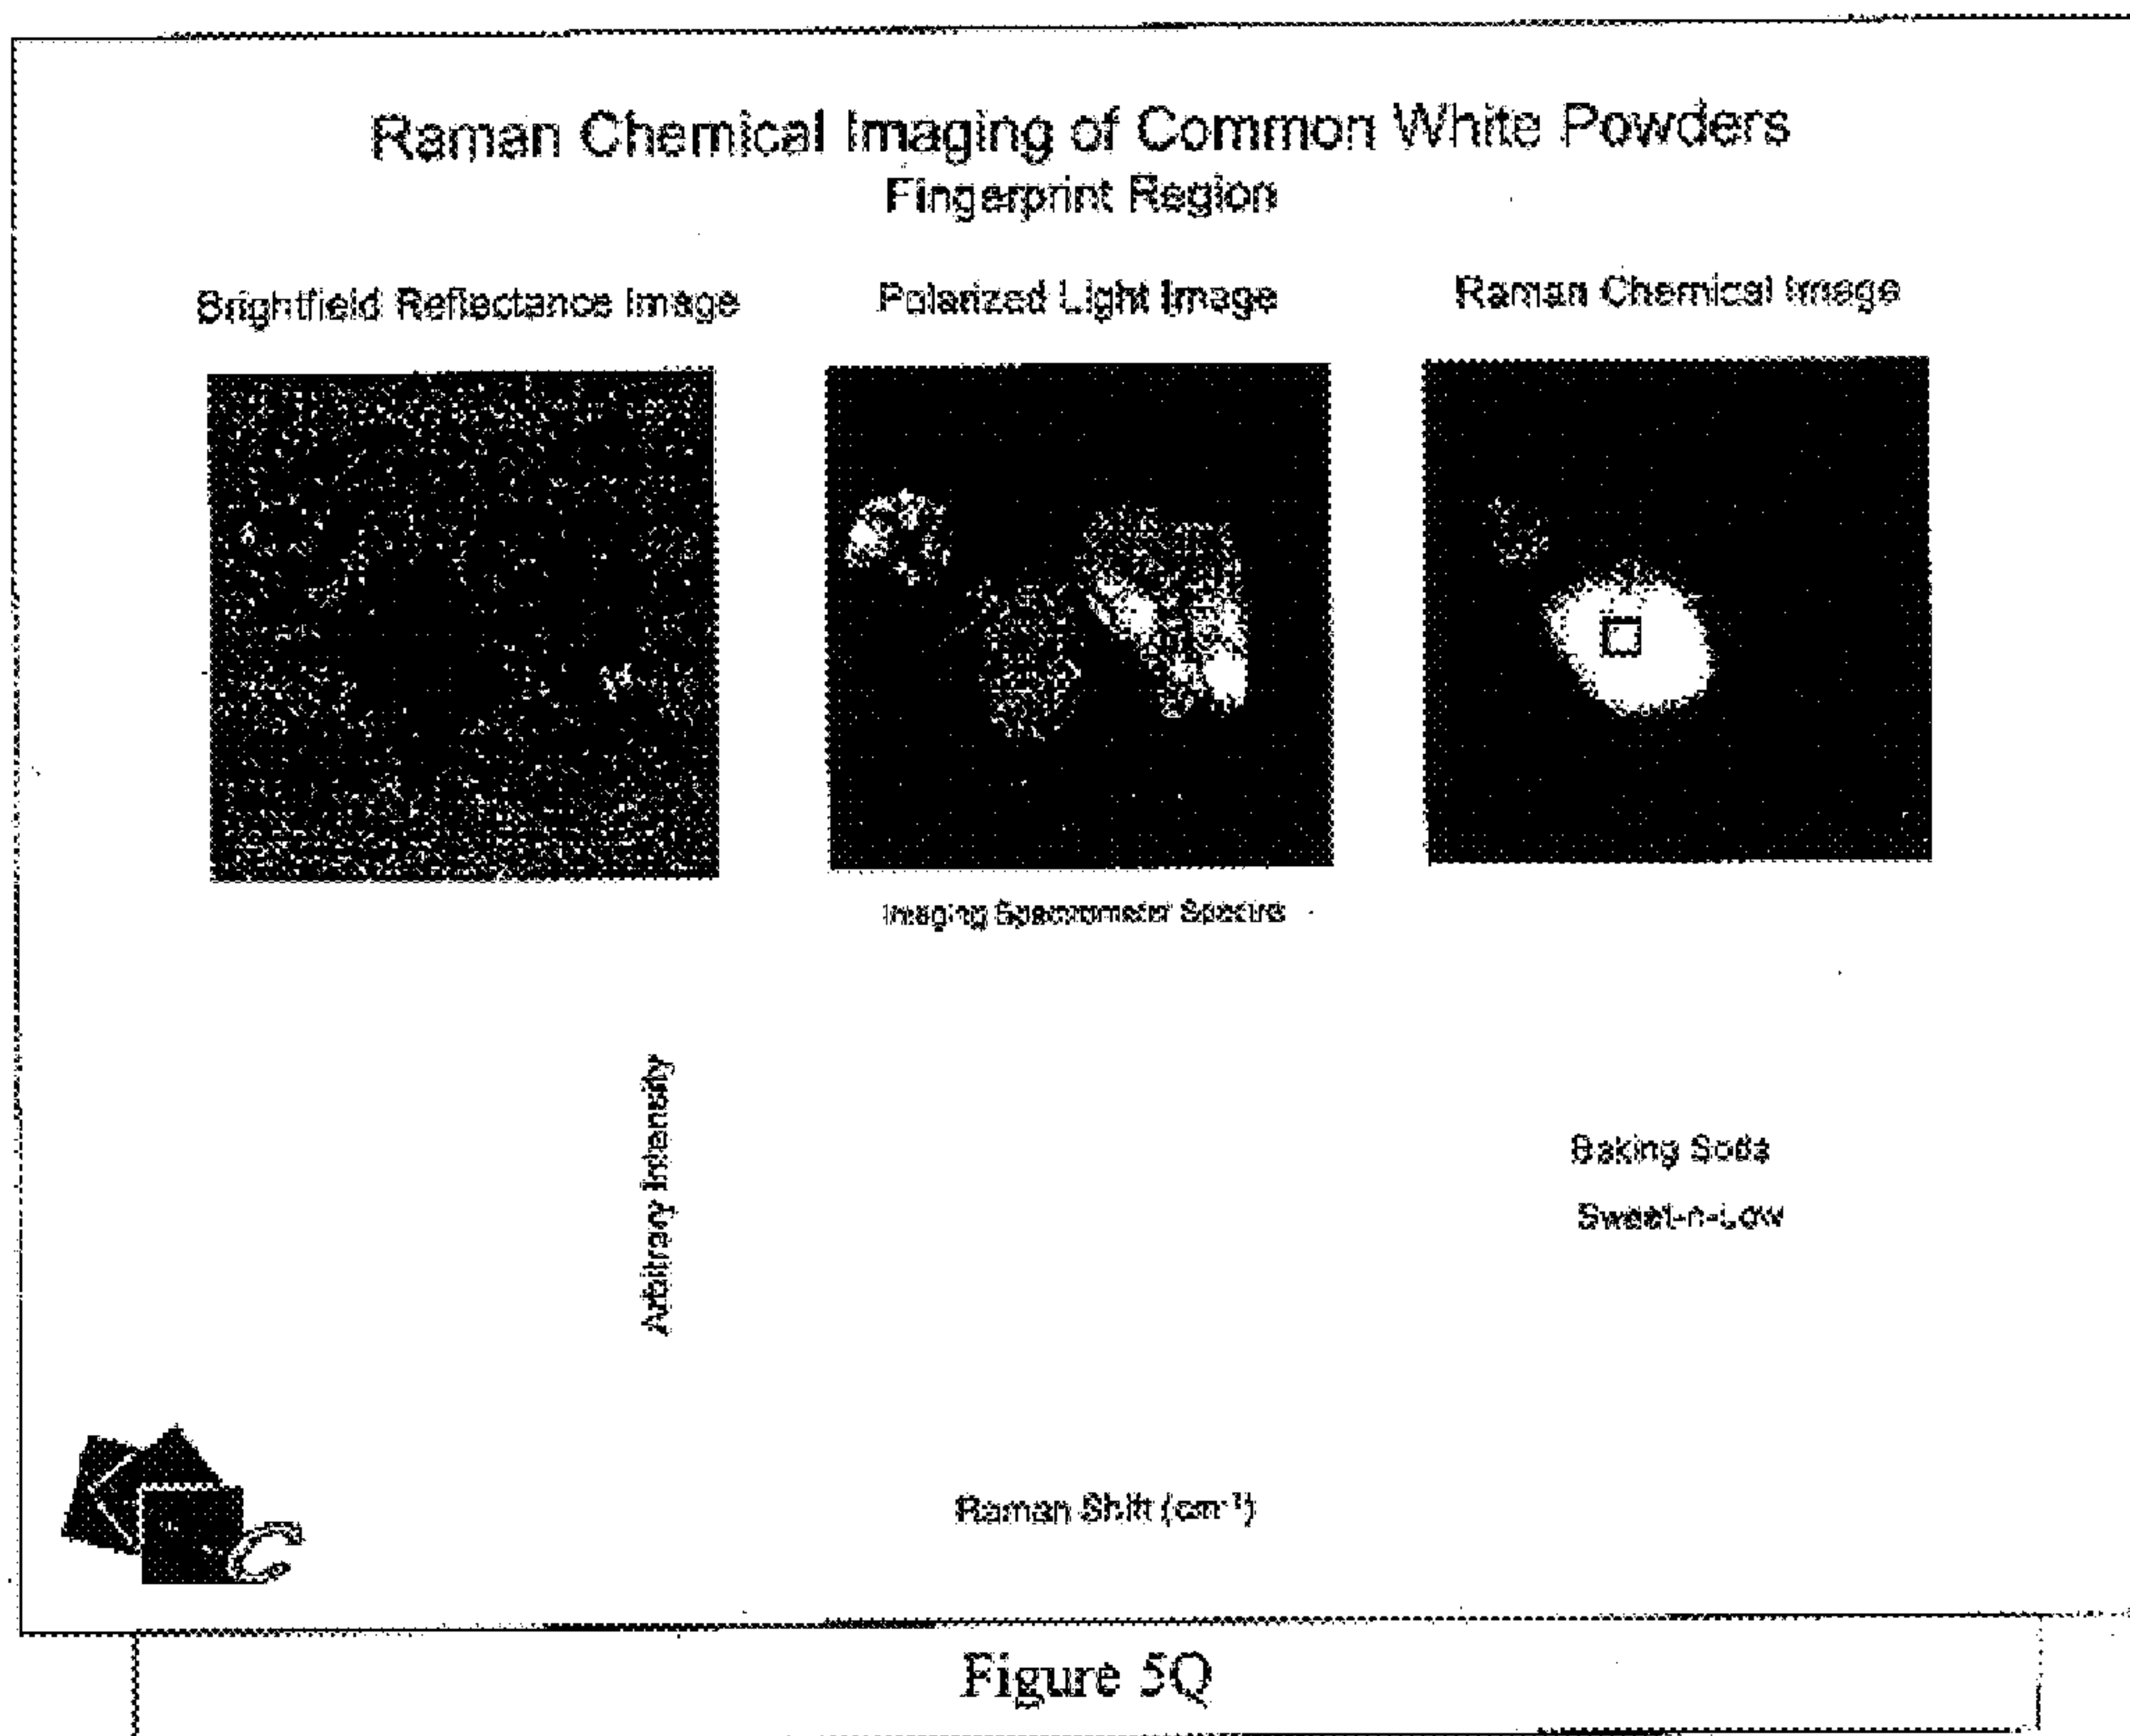 Raman Chemical Imaging of Common White Powders
Fingerprint Region
Brightfield Reflectance Image
Polarized Light Image
Raman Chemical Image
Imaging Spectrometer Spectra
Arbitrary Intensity
Baking Soda
Sweet-n-Low
Raman Shift (cm⁻¹)
C
Figure 5Q